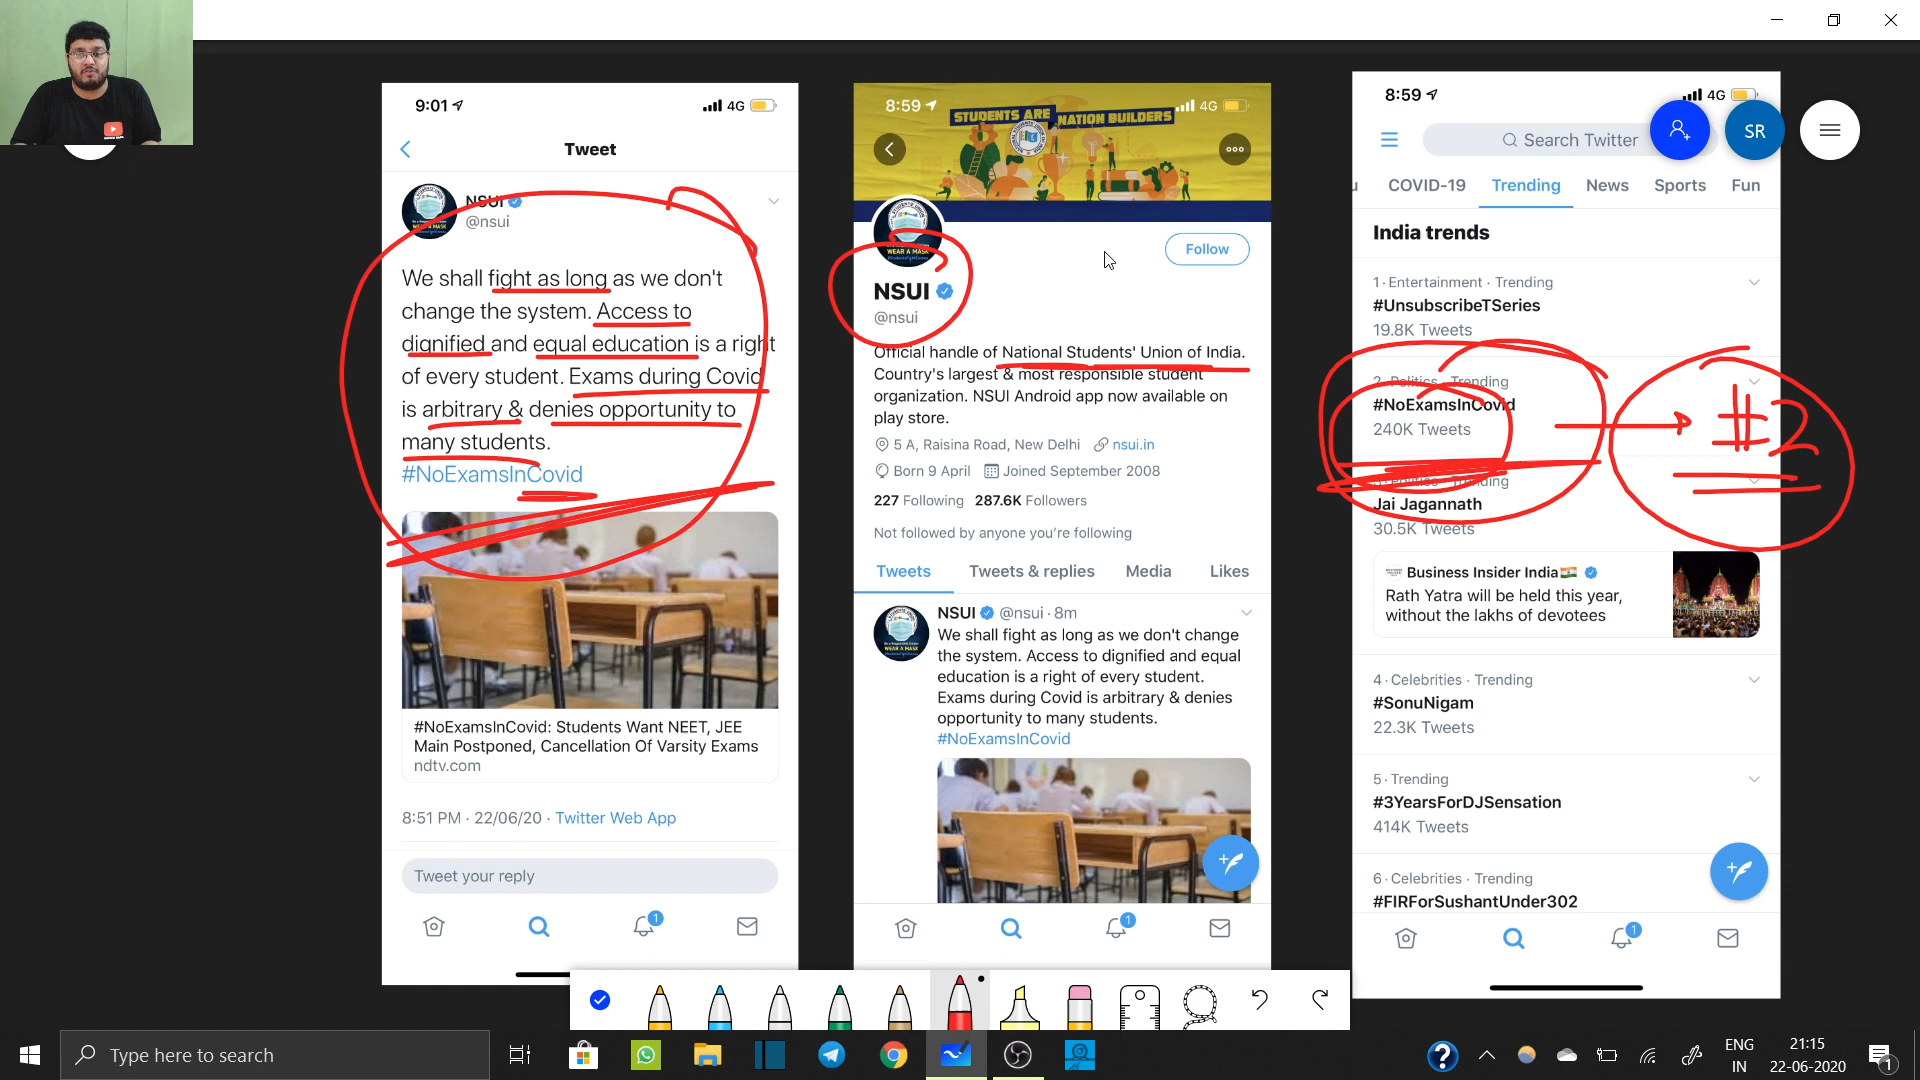 9:01
4G
Tweet
NSUI
@nsui
We shall fight as long as we don't
change the system. Access to
dignified and equal education is a right
of every student. Exams during Covid
is arbitrary & denies opportunity to
many students.
#NoExamsInCovid
#NoExamsInCovid: Students Want NEET, JEE
Main Postponed, Cancellation Of Varsity Exams
ndtv.com
8:51 PM · 22/06/20 · Twitter Web App
Tweet your reply
1
8:59
4G
STUDENTS ARE NATION BUILDERS
WEAR A MASK
Follow
NSUI
@nsui
Official handle of National Students' Union of India.
Country's largest & most responsible student
organization. NSUI Android app now available on
play store.
5 A, Raisina Road, New Delhi nsui.in
Born 9 April Joined September 2008
227 Following 287.6K Followers
Not followed by anyone you're following
Tweets Tweets & replies Media Likes
NSUI @nsui · 8m
We shall fight as long as we don't change
the system. Access to dignified and equal
education is a right of every student.
Exams during Covid is arbitrary & denies
opportunity to many students.
#NoExamsInCovid
1
8:59
4G
Search Twitter
SR
COVID-19 Trending News Sports Fun
India trends
1 · Entertainment · Trending
#UnsubscribeTSeries
19.8K Tweets
2 · Politics · Trending
#NoExamsInCovid
240K Tweets
#2
3 · Politics · Trending
Jai Jagannath
30.5K Tweets
Business Insider India
Rath Yatra will be held this year,
without the lakhs of devotees
4 · Celebrities · Trending
#SonuNigam
22.3K Tweets
5 · Trending
#3YearsForDJSensation
414K Tweets
6 · Celebrities · Trending
#FIRForSushantUnder302
1
Type here to search
ENG
IN
21:15
22-06-2020
1